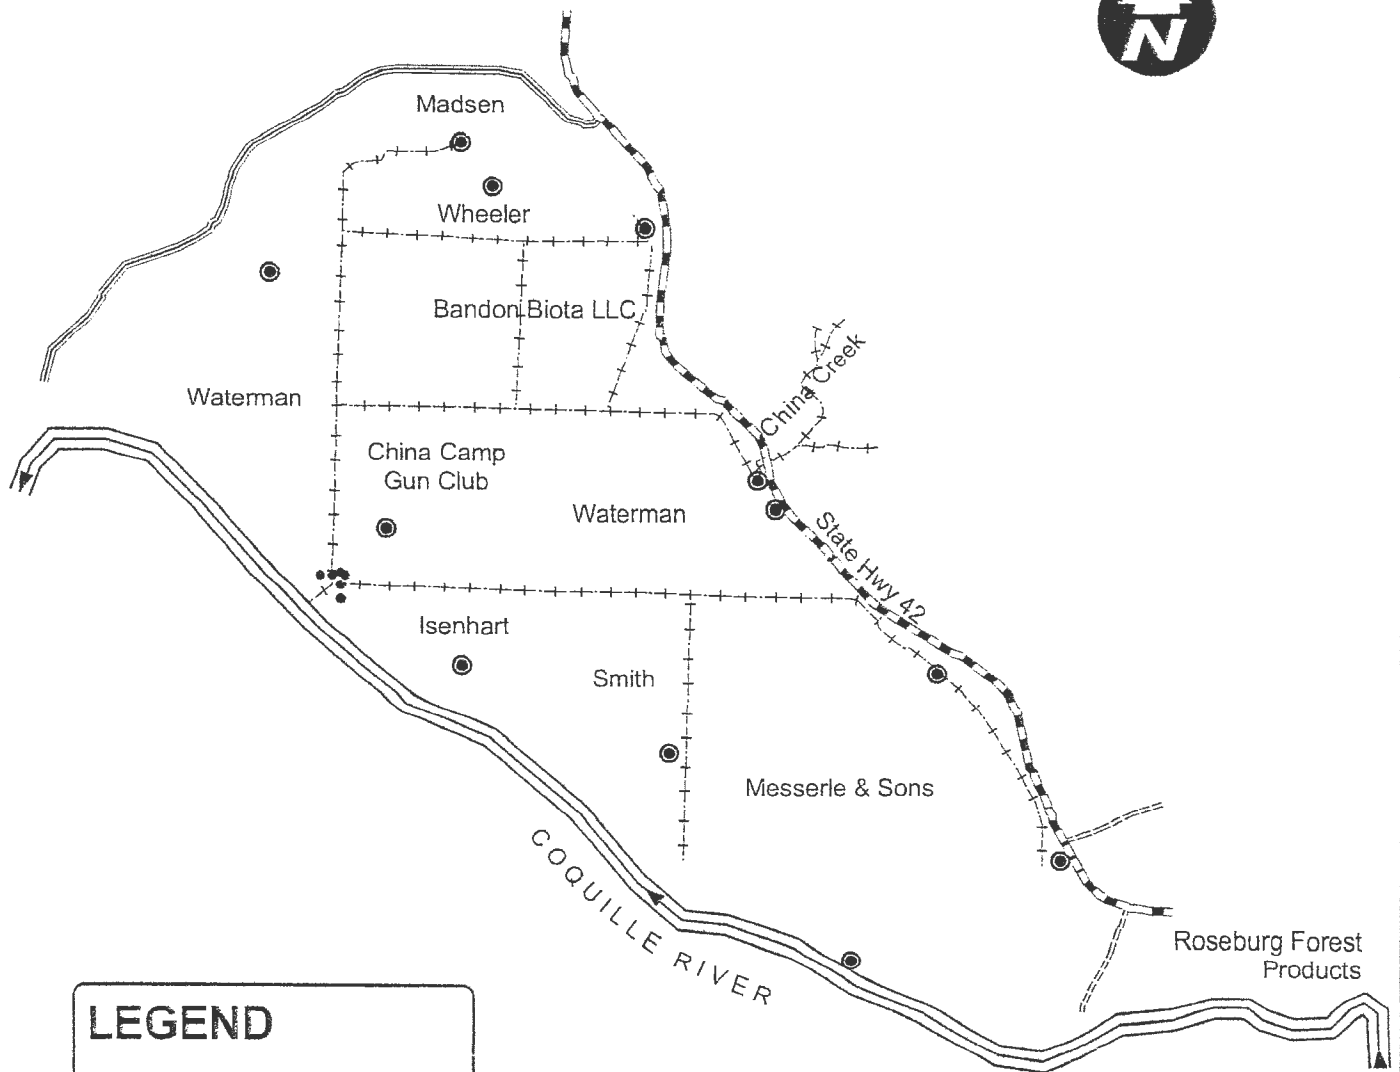 N
Madsen
Wheeler
Bandon Biota LLC
Waterman
China Creek
China Camp
Gun Club
Waterman
State Hwy 42
Isenhart
Smith
Messerle & Sons
COQUILLE RIVER
Roseburg Forest
Products
LEGEND